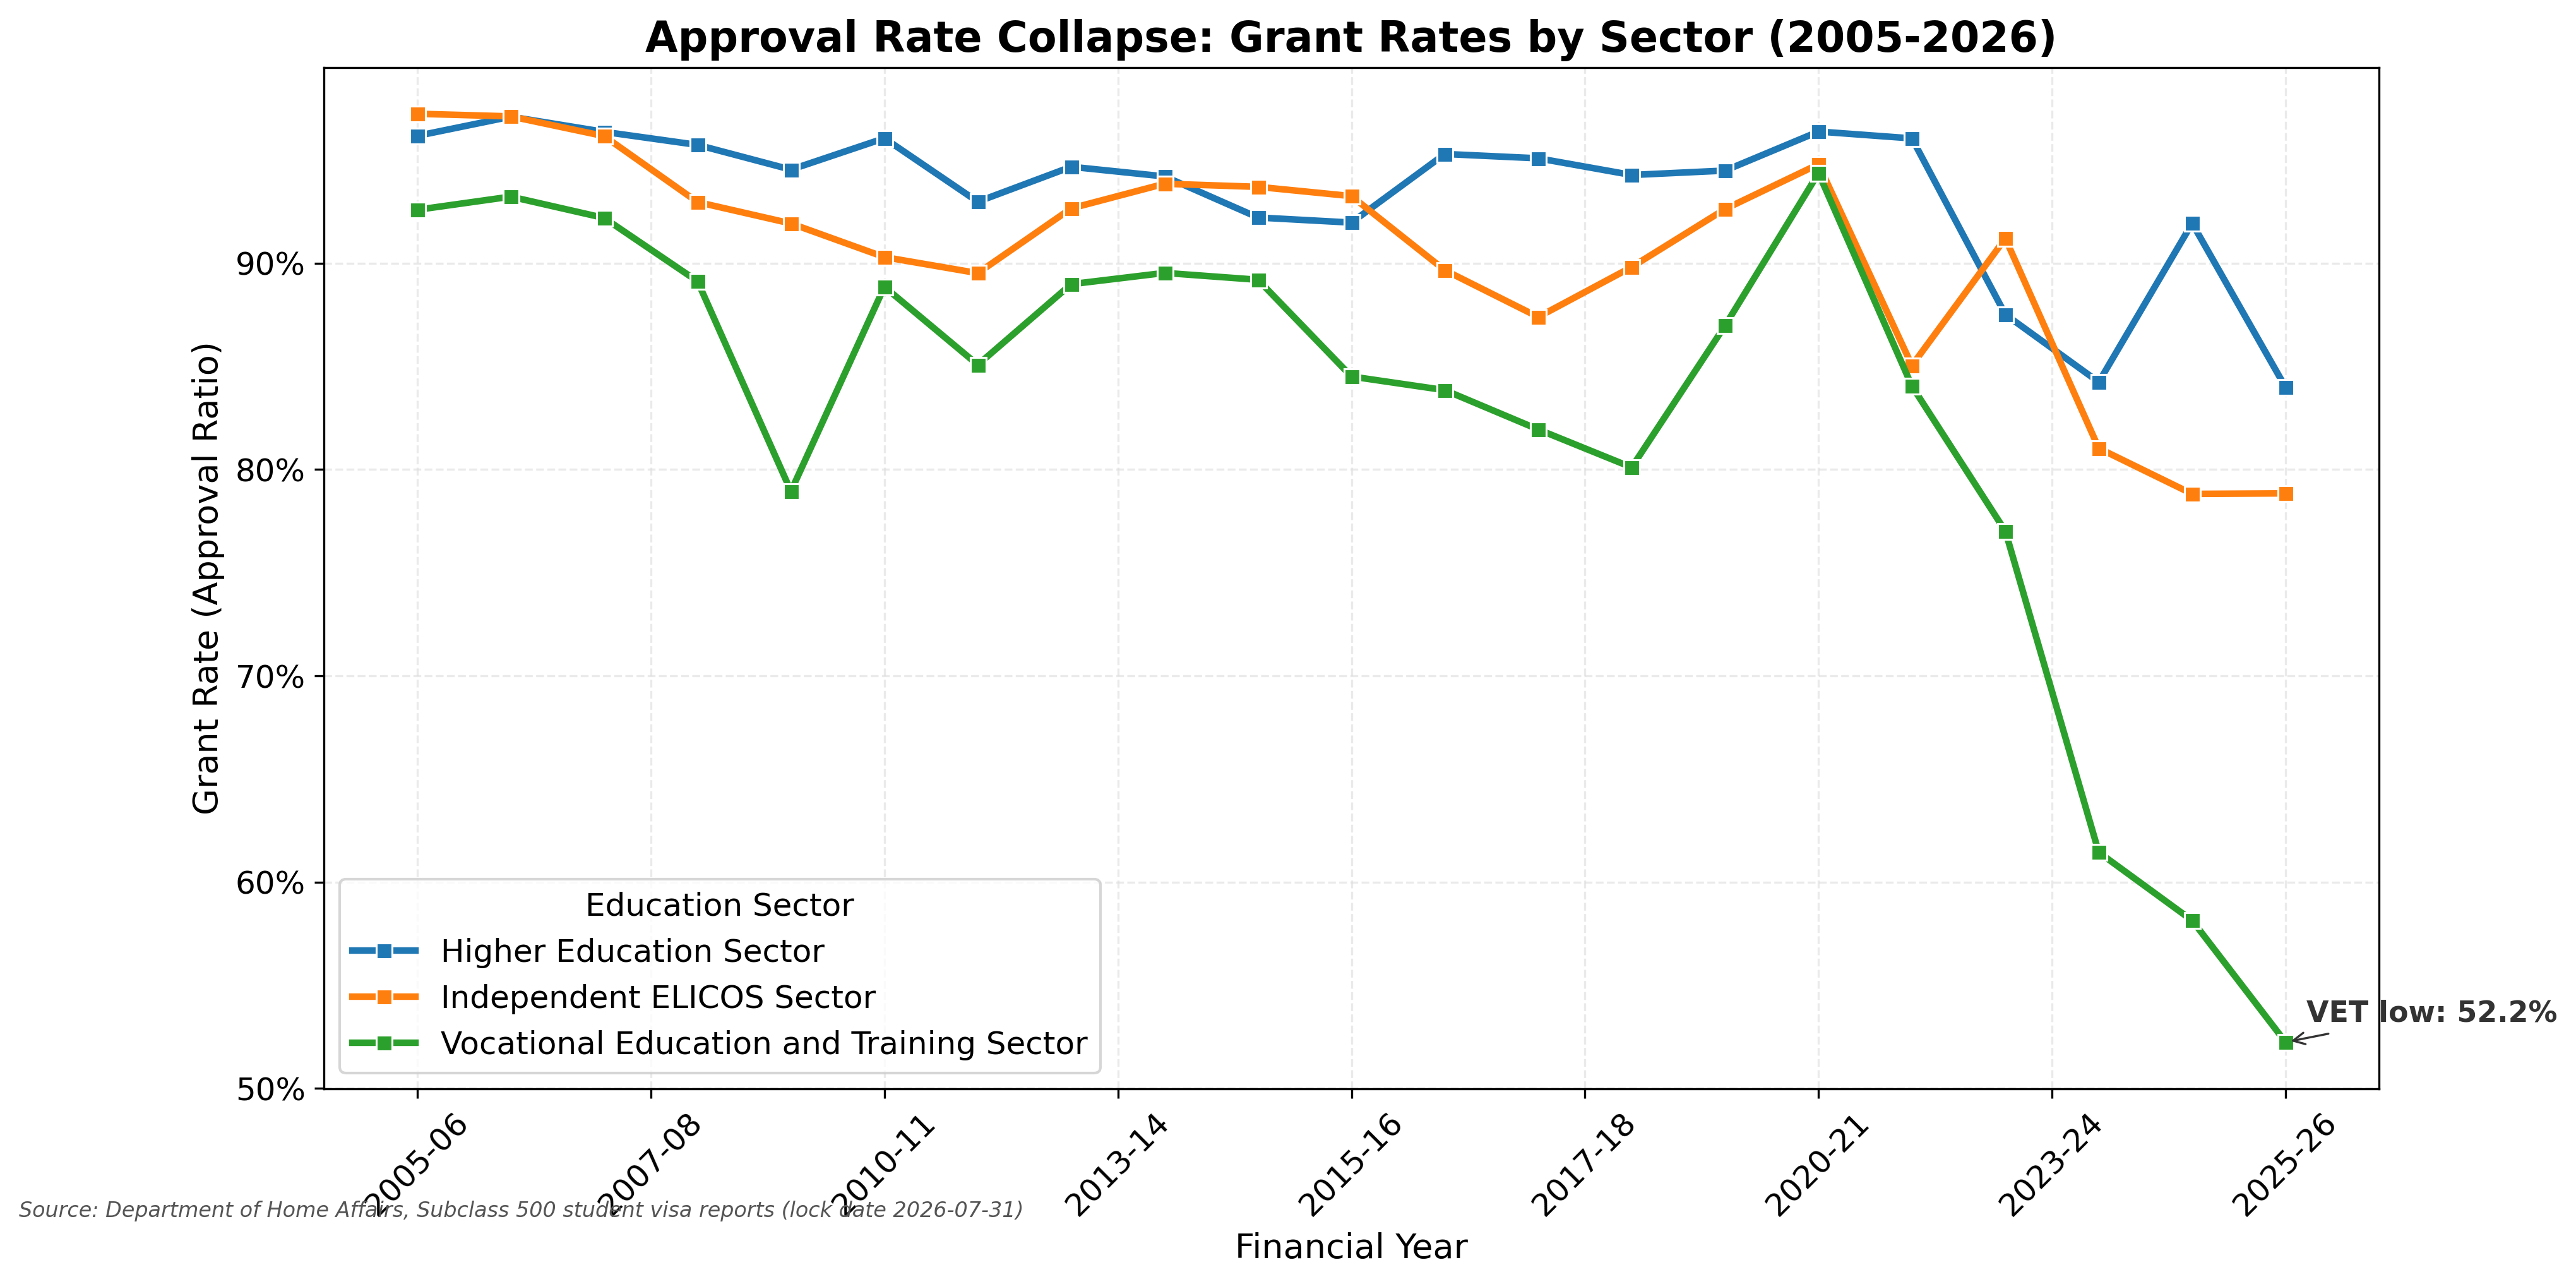 Approval Rate Collapse: Grant Rates by Sector (2005-2026)
Grant Rate (Approval Ratio)
90%
80%
70%
60%
50%
Education Sector
Higher Education Sector
Independent ELICOS Sector
Vocational Education and Training Sector
VET low: 52.2%
2005-06
2007-08
2010-11
2013-14
2015-16
2017-18
2020-21
2023-24
2025-26
Source: Department of Home Affairs, Subclass 500 student visa reports (lock date 2026-07-31)
Financial Year